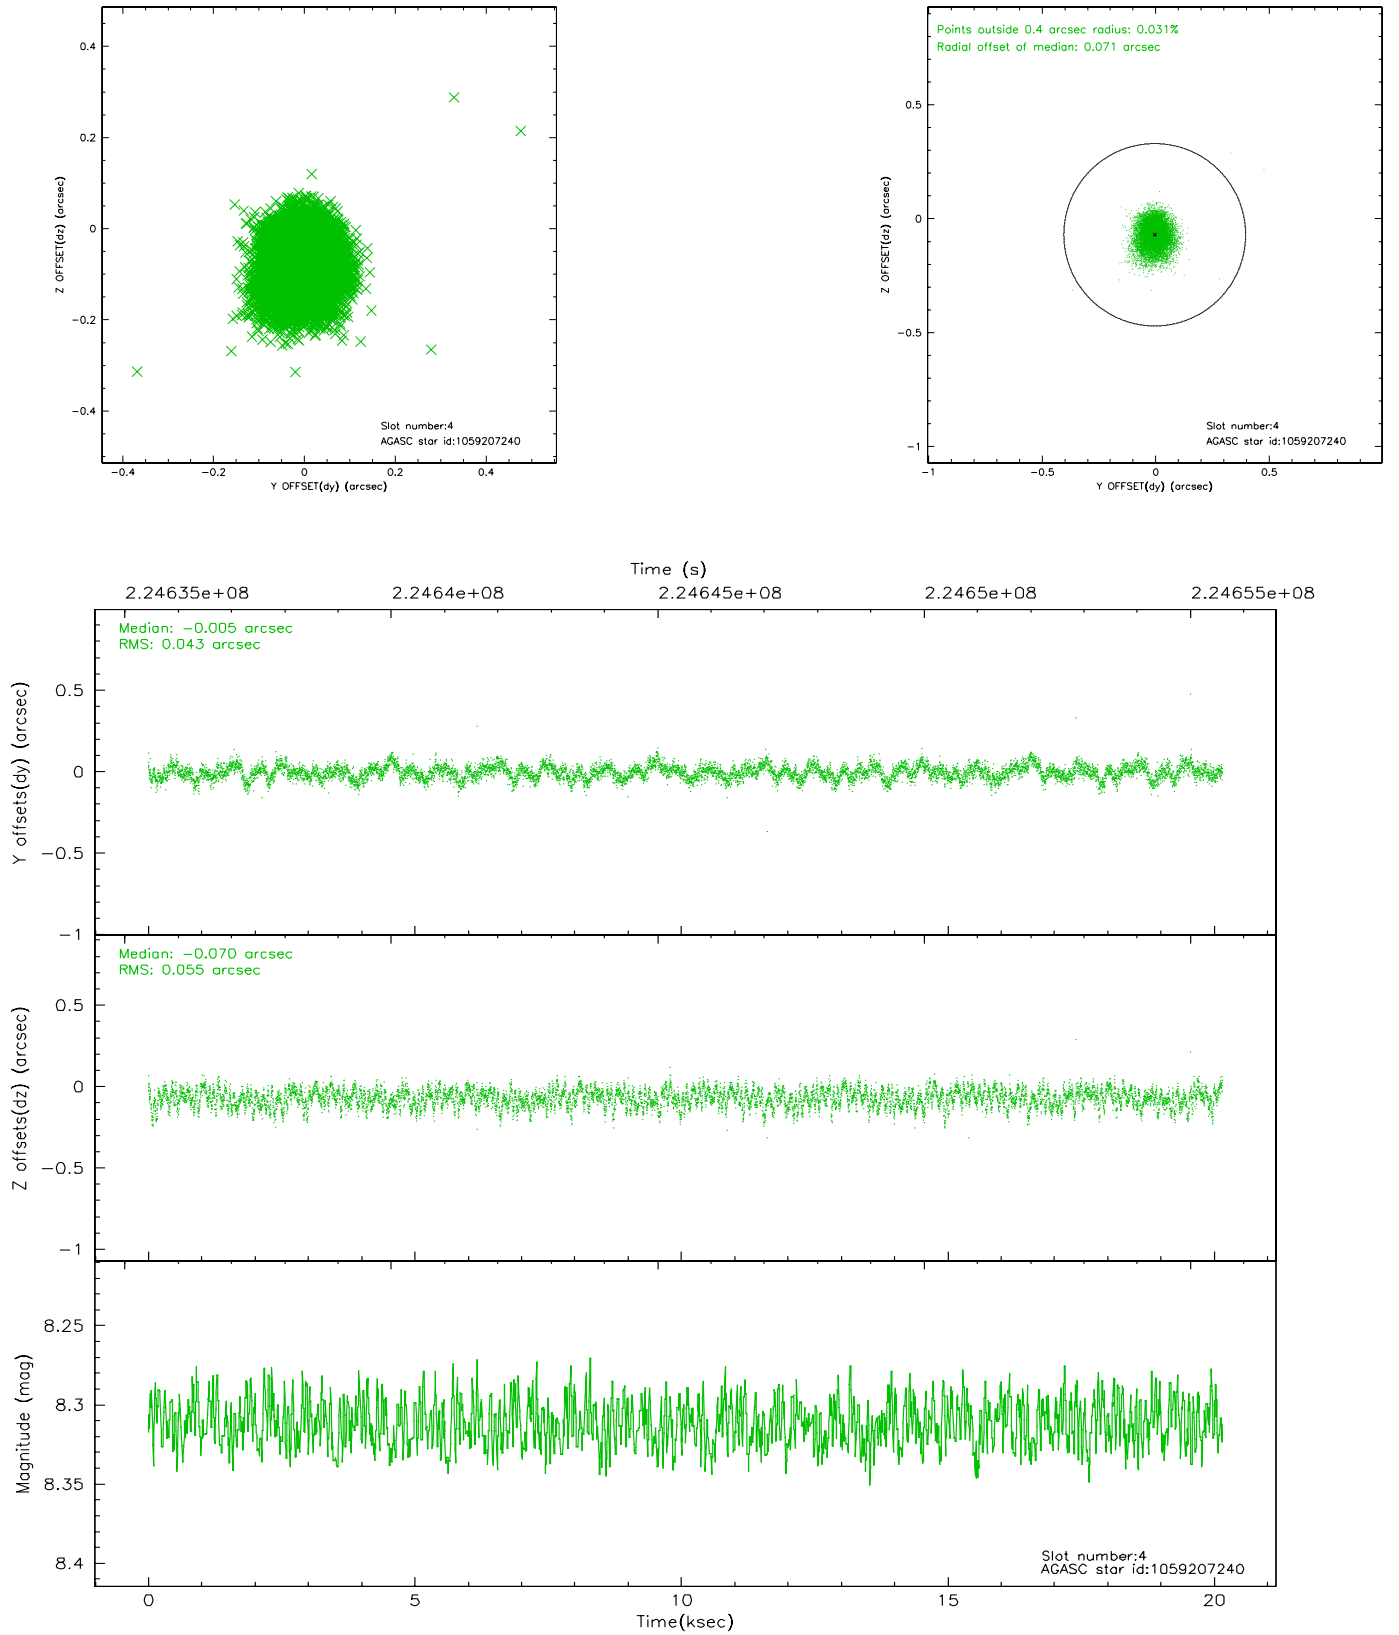 0.4
0.2
0
−0.2
−0.4
Z OFFSET(dz) (arcsec)
Slot number:4
AGASC star id:1059207240
−0.4 −0.2 0 0.2 0.4
Y OFFSET(dy) (arcsec)
Points outside 0.4 arcsec radius: 0.031%
Radial offset of median: 0.071 arcsec
0.5
0
−0.5
−1
Z OFFSET(dz) (arcsec)
Slot number:4
AGASC star id:1059207240
−1 −0.5 0 0.5
Y OFFSET(dy) (arcsec)
Time (s)
2.24635e+08 2.2464e+08 2.24645e+08 2.2465e+08 2.24655e+08
Median: −0.005 arcsec
RMS: 0.043 arcsec
0.5
0
−0.5
−1
Y offsets(dy) (arcsec)
Median: −0.070 arcsec
RMS: 0.055 arcsec
0.5
0
−0.5
−1
Z offsets(dz) (arcsec)
8.25
8.3
8.35
8.4
Magnitude (mag)
Slot number:4
AGASC star id:1059207240
0 5 10 15 20
Time(ksec)